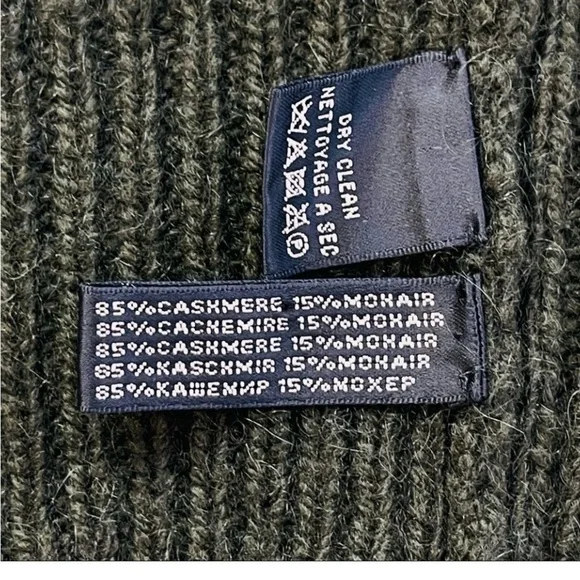 DRY CLEAN
NETTOYAGE A SEC
P
85%CASHMERE 15%MOHAIR
85%CACHEMIRE 15%MOHAIR
85%CASHMERE 15%MOHAIR
85%KASCHMIR 15%MOHAIR
85%КАШЕМИР 15%МОХЕР